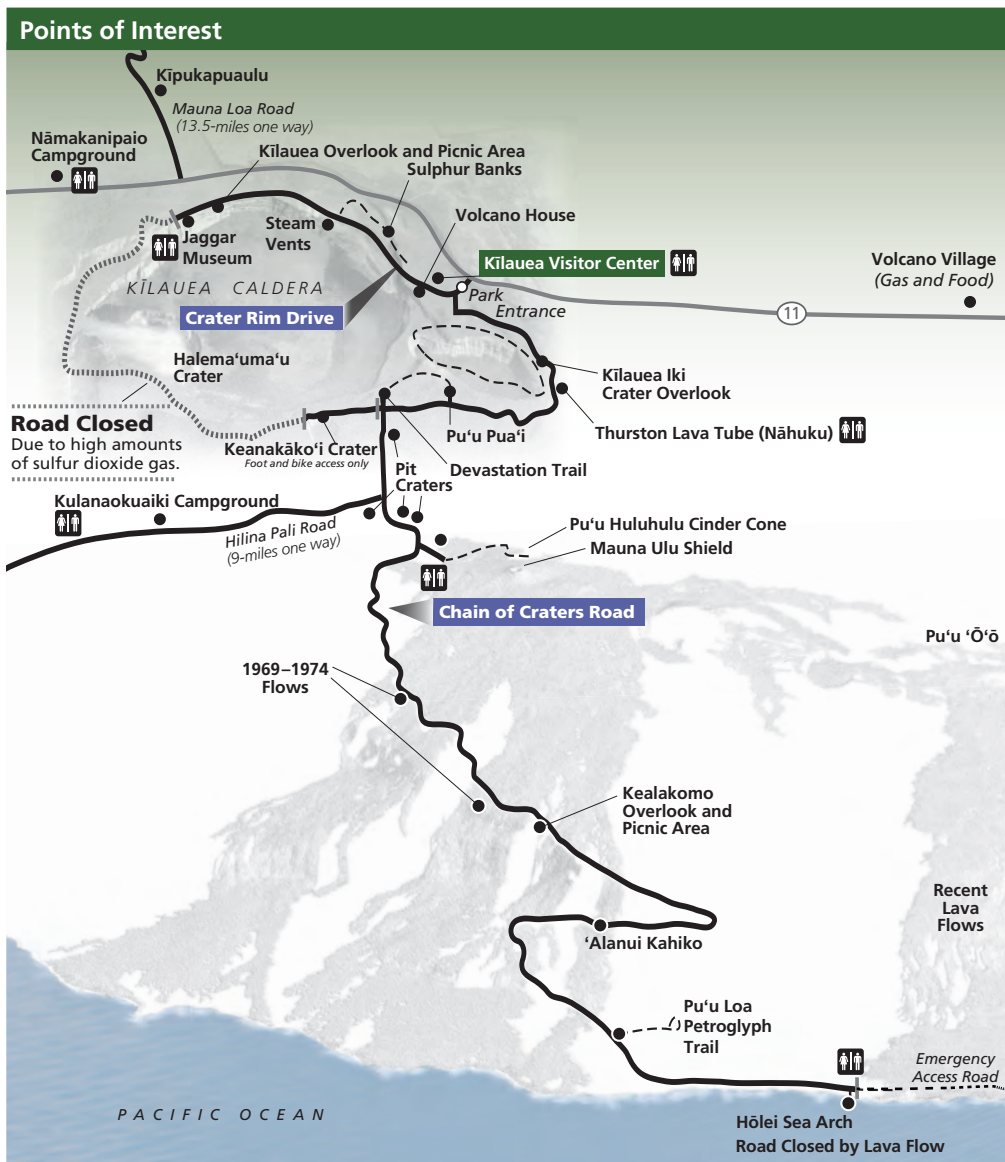 Points of Interest
Kīpukapuaulu
Mauna Loa Road
(13.5-miles one way)
Nāmakanipaio
Campground
Kīlauea Overlook and Picnic Area
Sulphur Banks
Steam
Vents
Volcano House
Jaggar
Museum
Kīlauea Visitor Center
Volcano Village
(Gas and Food)
KĪLAUEA CALDERA
Park
Entrance
11
Crater Rim Drive
Halema‘uma‘u
Crater
Kīlauea Iki
Crater Overlook
Road Closed
Due to high amounts
of sulfur dioxide gas.
Keanakāko‘i Crater
Foot and bike access only
Pu‘u Pua‘i
Thurston Lava Tube (Nāhuku)
Pit
Craters
Devastation Trail
Kulanaokuaiki Campground
Hilina Pali Road
(9-miles one way)
Pu‘u Huluhulu Cinder Cone
Mauna Ulu Shield
Chain of Craters Road
Pu‘u ‘Ō‘ō
1969–1974
Flows
Kealakomo
Overlook and
Picnic Area
Recent
Lava
Flows
‘Alanui Kahiko
Pu‘u Loa
Petroglyph
Trail
Emergency
Access Road
PACIFIC OCEAN
Hōlei Sea Arch
Road Closed by Lava Flow